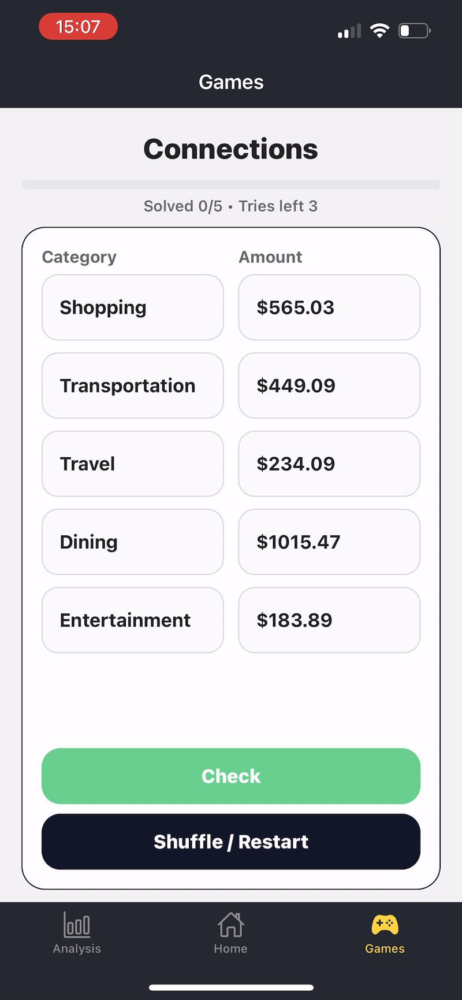 15:07
Games
Connections
Solved 0/5 • Tries left 3
Category Amount
Shopping $565.03
Transportation $449.09
Travel $234.09
Dining $1015.47
Entertainment $183.89
Check
Shuffle / Restart
Analysis Home Games